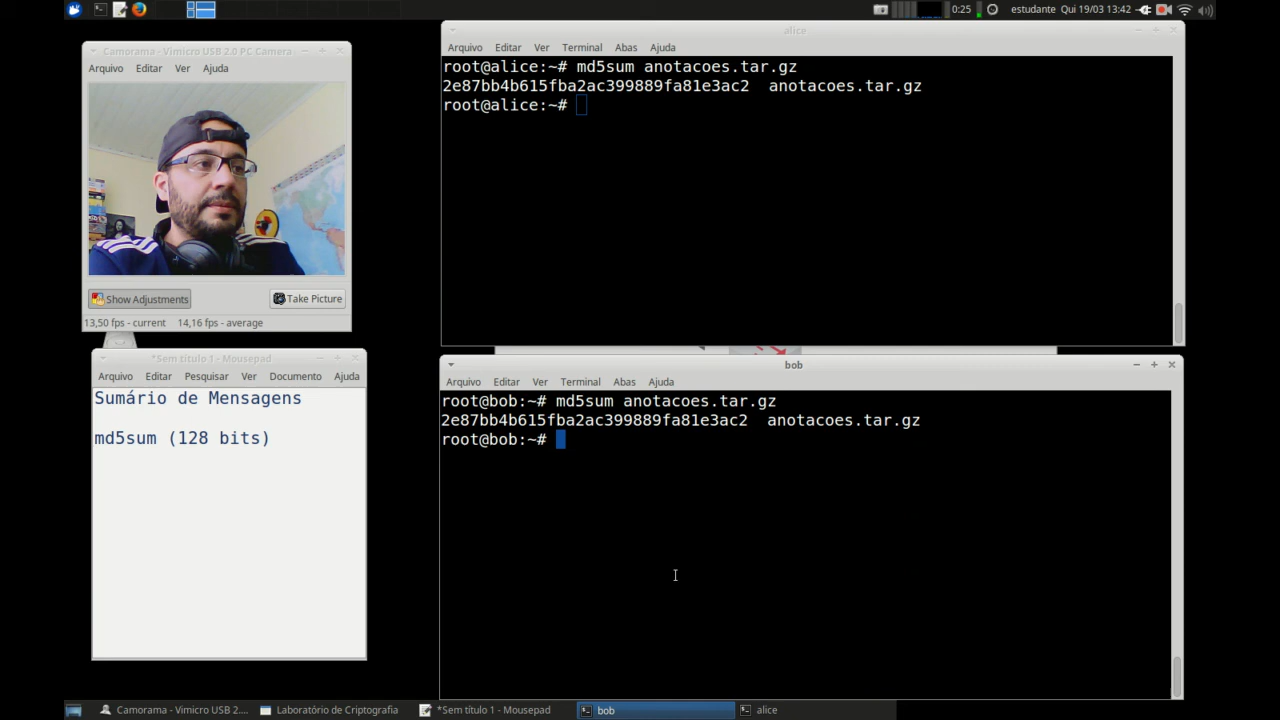 0:25 estudante Qui 19/03 13:42
Camorama - Vimicro USB 2.0 PC Camera
Arquivo Editar Ver Ajuda
Show Adjustments Take Picture
13,50 fps - current 14,16 fps - average
alice
Arquivo Editar Ver Terminal Abas Ajuda
root@alice:~# md5sum anotacoes.tar.gz
2e87bb4b615fba2ac399889fa81e3ac2 anotacoes.tar.gz
root@alice:~#
*Sem título 1 - Mousepad
Arquivo Editar Pesquisar Ver Documento Ajuda
Sumário de Mensagens
md5sum (128 bits)
bob
Arquivo Editar Ver Terminal Abas Ajuda
root@bob:~# md5sum anotacoes.tar.gz
2e87bb4b615fba2ac399889fa81e3ac2 anotacoes.tar.gz
root@bob:~#
Camorama - Vimicro USB 2.... Laboratório de Criptografia *Sem título 1 - Mousepad bob alice